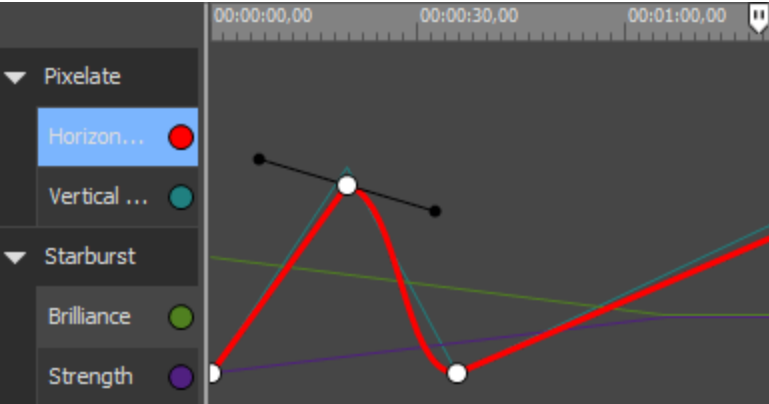 00:00:00,00 00:00:30,00 00:01:00,00
Pixelate
Horizon...
Vertical ...
Starburst
Brilliance
Strength